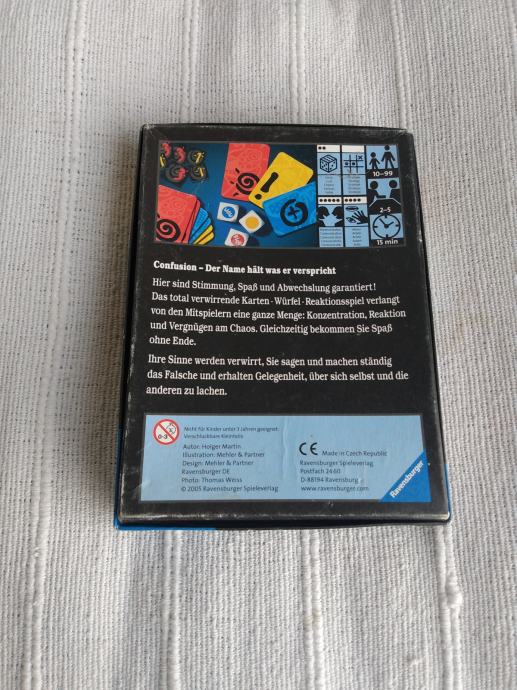 10-99
2-5
15 min
Confusion – Der Name hält was er verspricht
Hier sind Stimmung, Spaß und Abwechslung garantiert!
Das total verwirrende Karten - Würfel - Reaktionsspiel verlangt
von den Mitspielern eine ganze Menge: Konzentration, Reaktion
und Vergnügen am Chaos. Gleichzeitig bekommen Sie Spaß
ohne Ende.
Ihre Sinne werden verwirrt, Sie sagen und machen ständig
das Falsche und erhalten Gelegenheit, über sich selbst und die
anderen zu lachen.
0-3
Nicht für Kinder unter 3 Jahren geeignet.
Verschluckbare Kleinteile
Autor: Holger Martin
Illustration: Mehler & Partner
Design: Mehler & Partner
Ravensburger DE
Photo: Thomas Weiss
© 2005 Ravensburger Spieleverlag
CE Made in Czech Republic
Ravensburger Spieleverlag
Postfach 24 60
D-88194 Ravensburg
www.ravensburger.com
Ravensburger